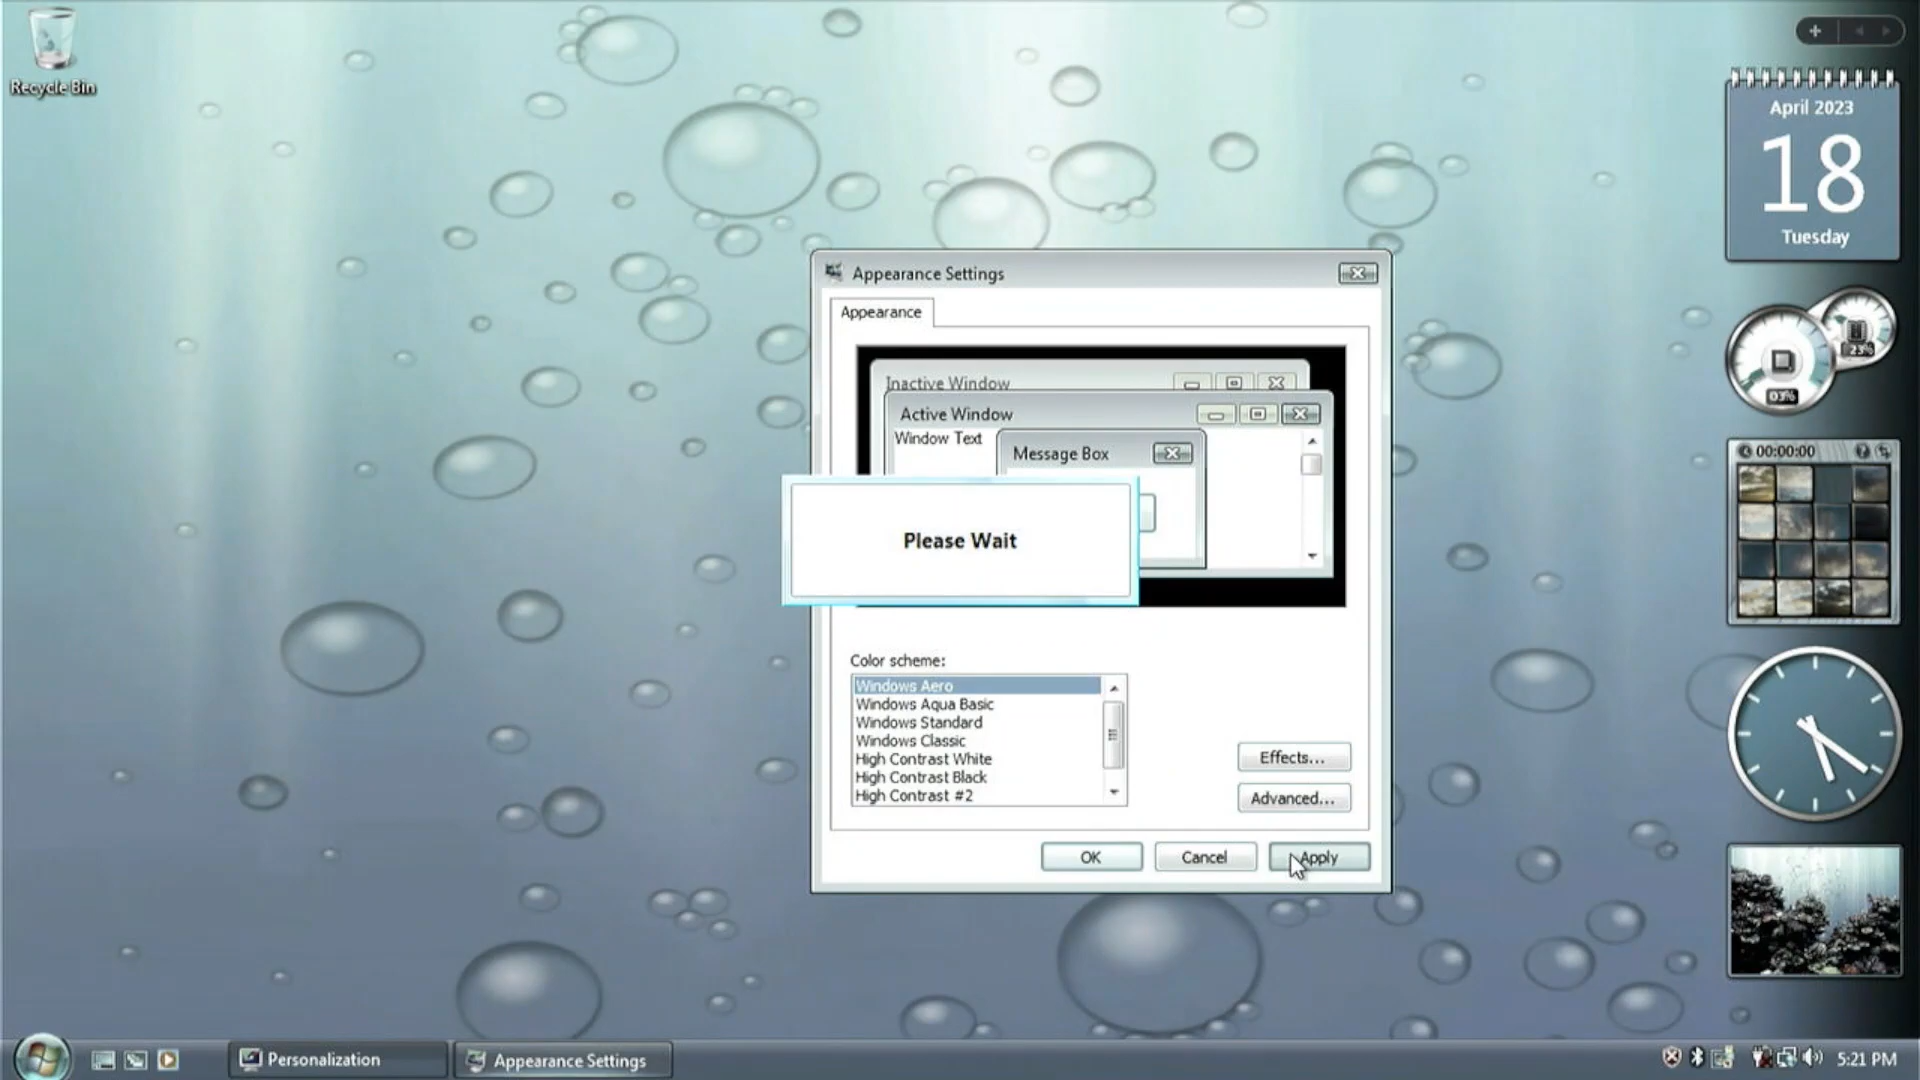 Recycle Bin
April 2023
18
Tuesday
23%
03%
00:00:00
Appearance Settings
Appearance
Inactive Window
Active Window
Window Text
Message Box
Please Wait
Color scheme:
Windows Aero
Windows Aqua Basic
Windows Standard
Windows Classic
High Contrast White
High Contrast Black
High Contrast #2
Effects...
Advanced...
OK
Cancel
Apply
Personalization
Appearance Settings
5:21 PM